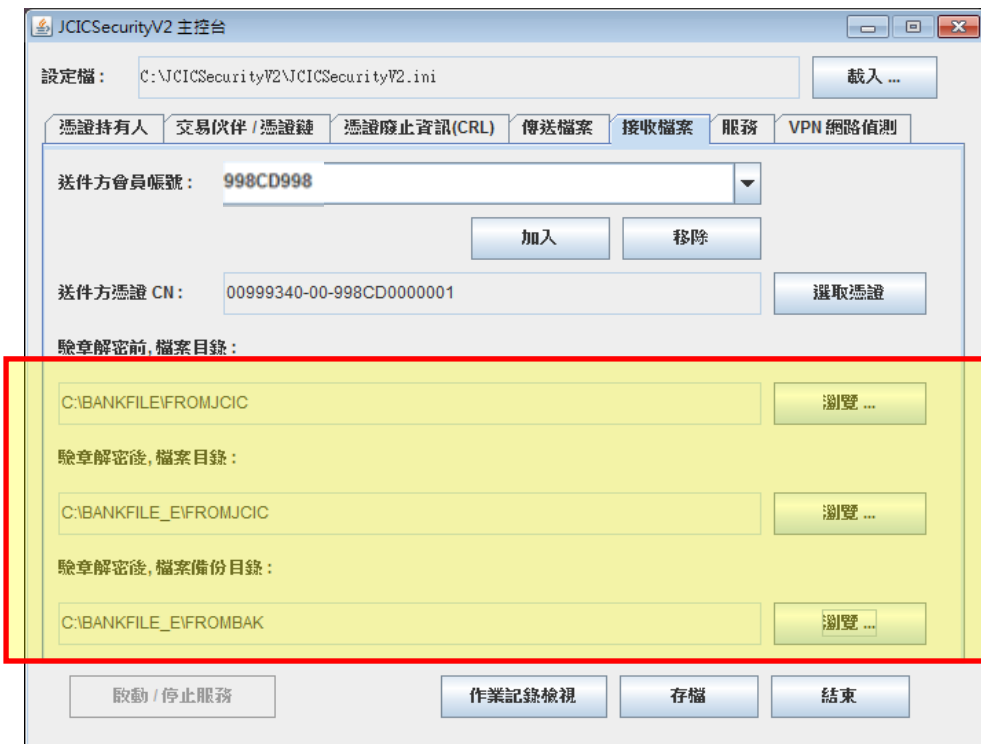 JCICSecurityV2 主控台
設定檔： C:\JCICSecurityV2\JCICSecurityV2.ini 載入 ...
憑證持有人 交易伙伴 / 憑證鏈 憑證廢止資訊(CRL) 傳送檔案 接收檔案 服務 VPN 網路偵測
送件方會員帳號： 998CD998
加入 移除
送件方憑證 CN： 00999340-00-998CD0000001 選取憑證
驗章解密前, 檔案目錄：
C:\BANKFILE\FROMJCIC 瀏覽 ...
驗章解密後, 檔案目錄：
C:\BANKFILE_E\FROMJCIC 瀏覽 ...
驗章解密後, 檔案備份目錄：
C:\BANKFILE_E\FROMBAK 瀏覽 ...
啟動 / 停止服務 作業記錄檢視 存檔 結束